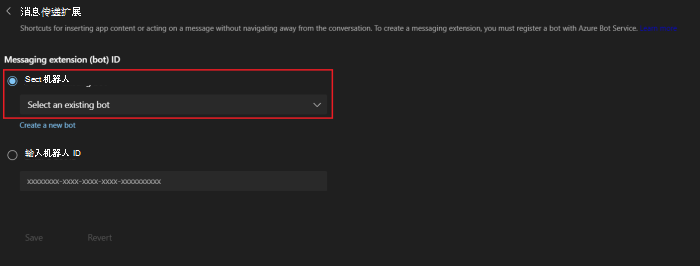 消息传递扩展
Shortcuts for inserting app content or acting on a message without navigating away from the conversation. To create a messaging extension, you must register a bot with Azure Bot Service.
Messaging extension (bot) ID
Sect 机器人
Select an existing bot
Create a new bot
输入机器人 ID
xxxxxxxx-xxxx-xxxx-xxxx-xxxxxxxxxx
Save Revert